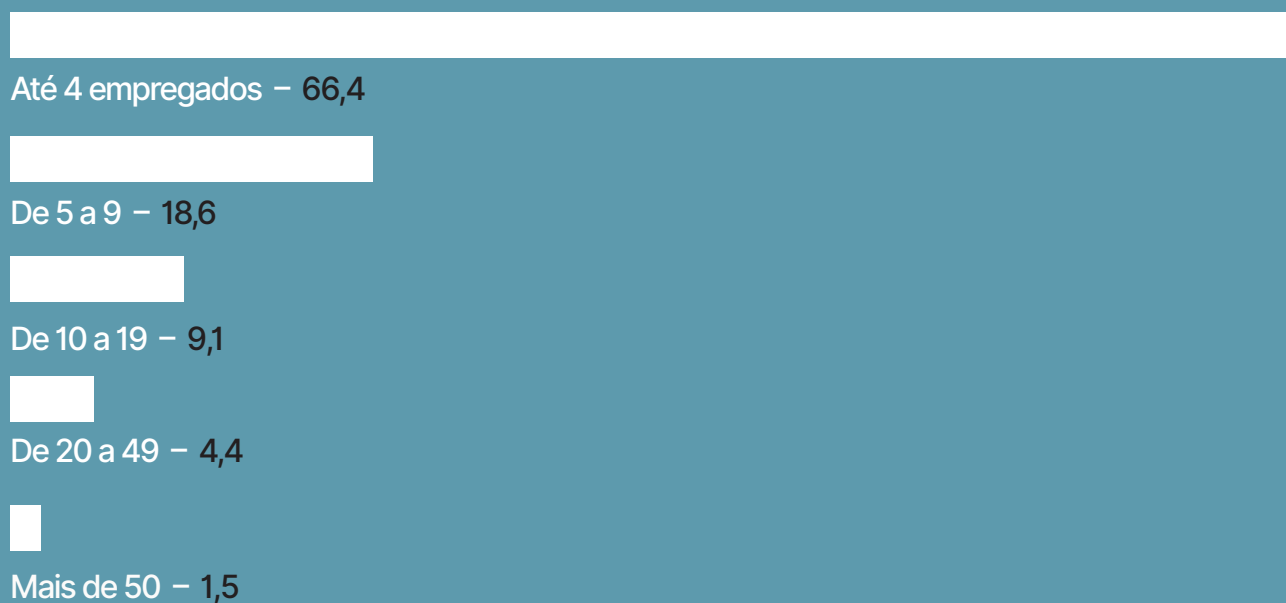 Até 4 empregados – 66,4
De 5 a 9 – 18,6
De 10 a 19 – 9,1
De 20 a 49 – 4,4
Mais de 50 – 1,5